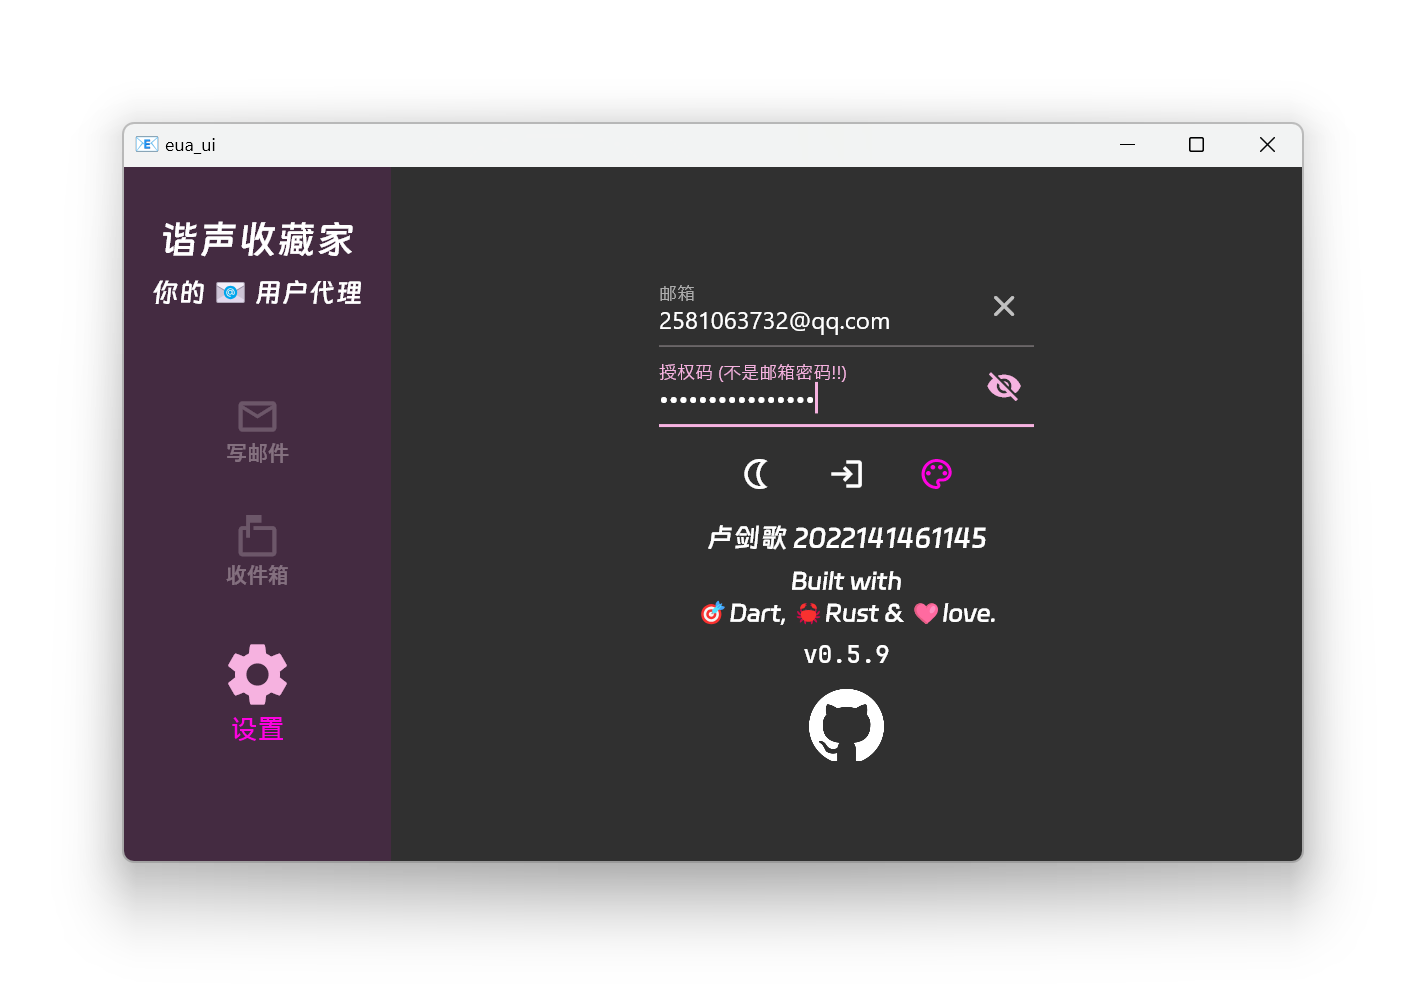 eua_ui
谐声收藏家
你的 📧 用户代理
写邮件
收件箱
设置
邮箱
2581063732@qq.com
授权码 (不是邮箱密码!!)
••••••••••••••••
卢剑歌 2022141461145
Built with
🎯 Dart, 🦀 Rust & 💗 love.
v0.5.9